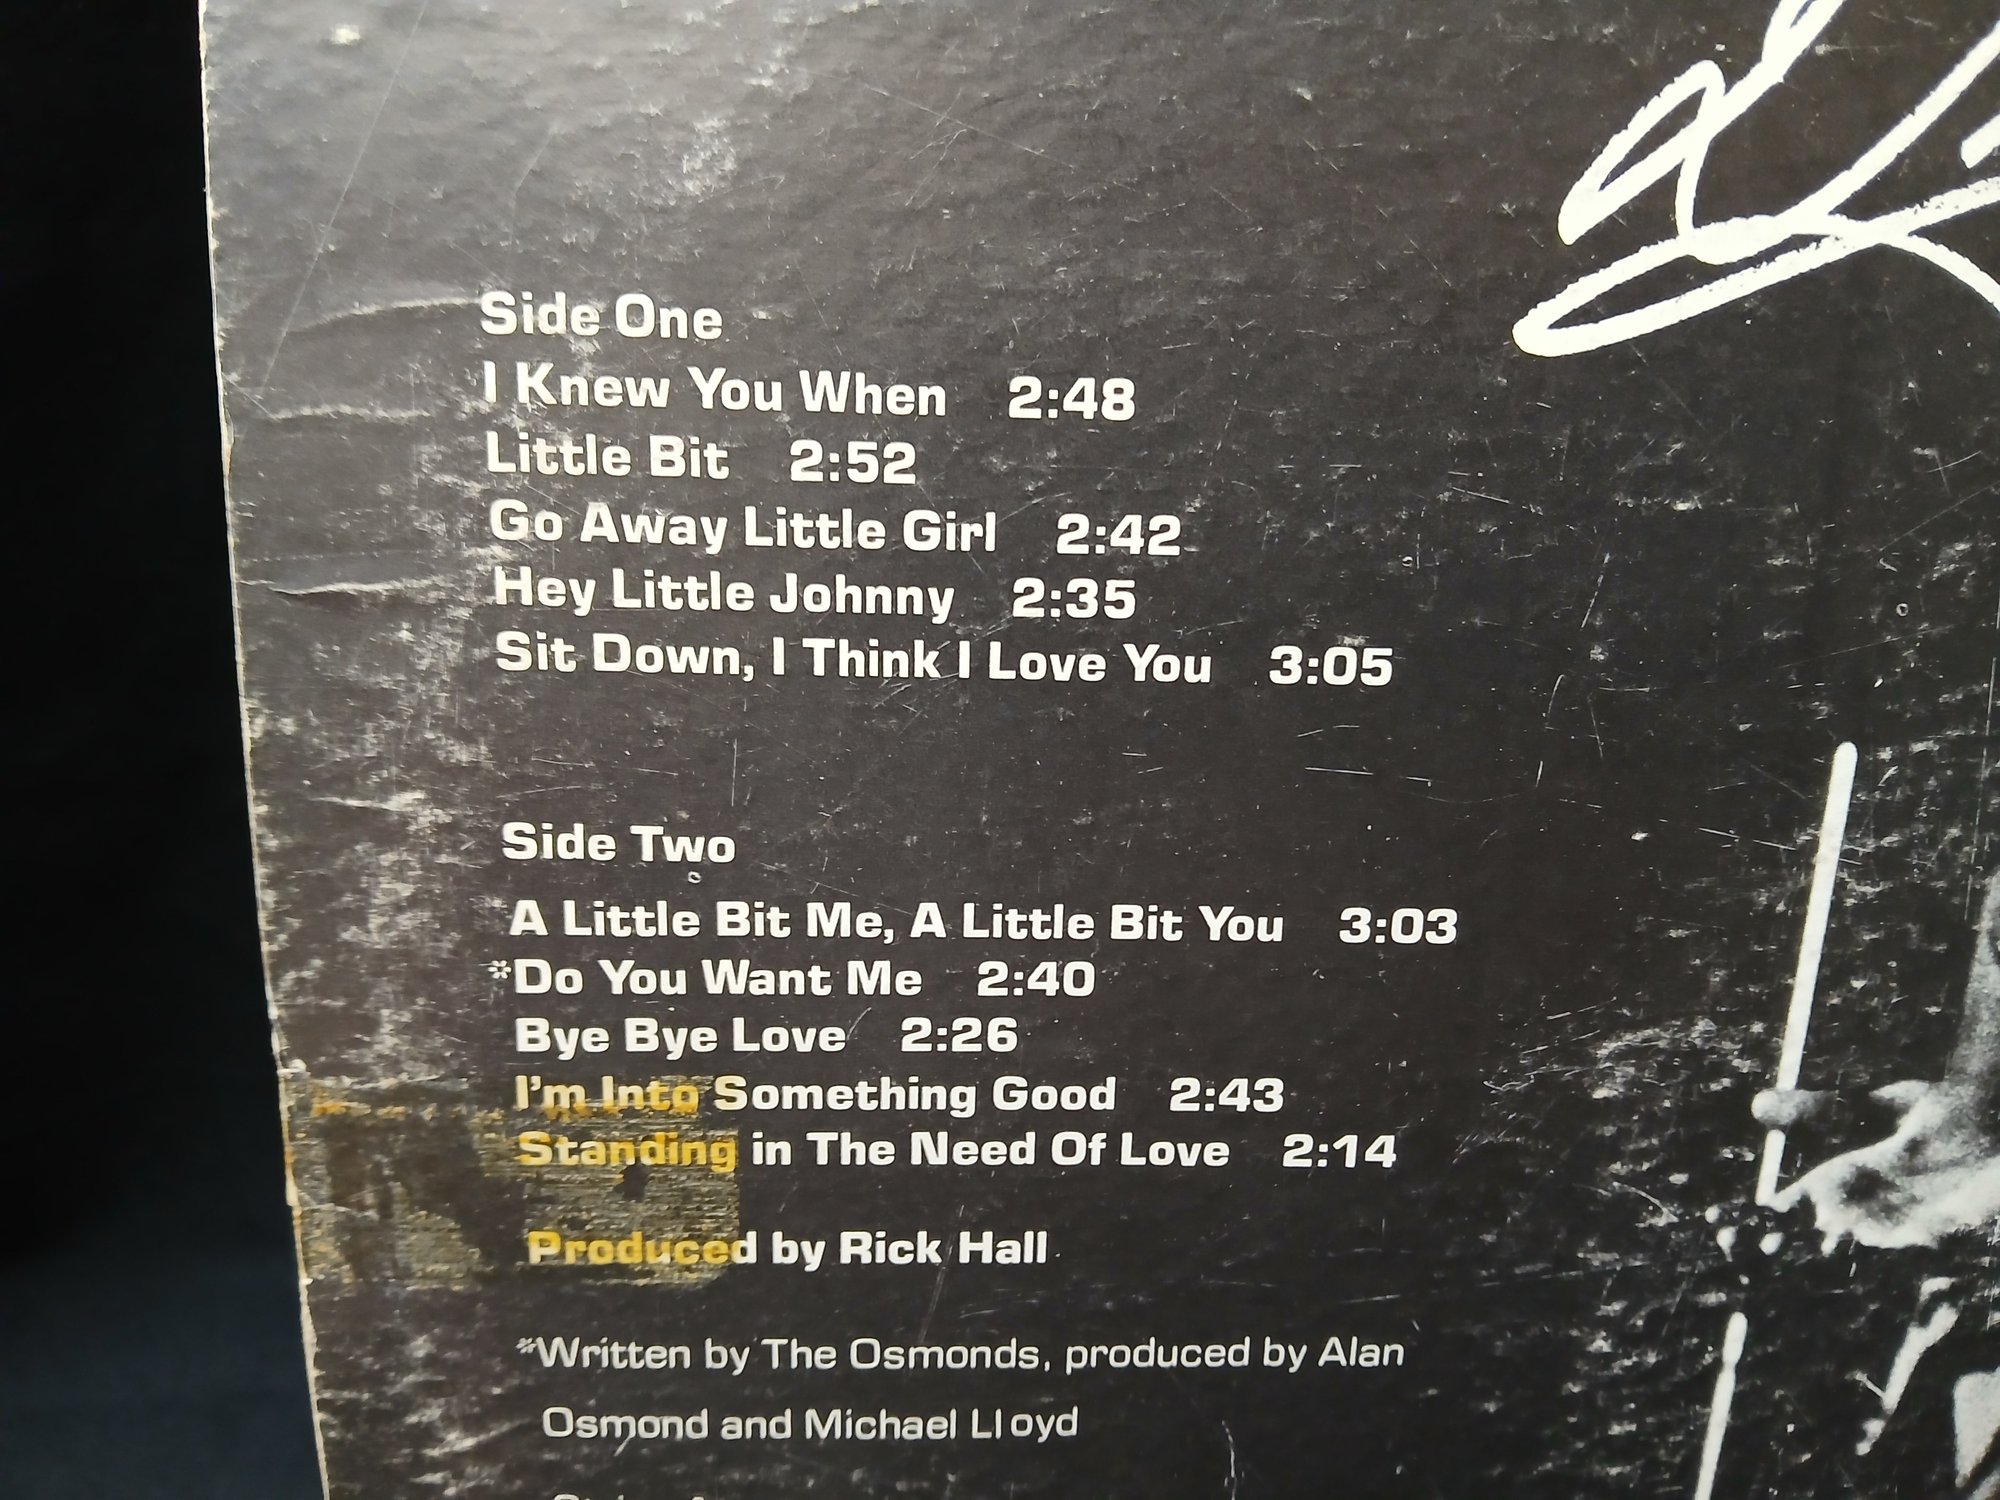 Side One
I Knew You When 2:48
Little Bit 2:52
Go Away Little Girl 2:42
Hey Little Johnny 2:35
Sit Down, I Think I Love You 3:05
Side Two
A Little Bit Me, A Little Bit You 3:03
*Do You Want Me 2:40
Bye Bye Love 2:26
I'm Into Something Good 2:43
Standing in The Need Of Love 2:14
Produced by Rick Hall
*Written by The Osmonds, produced by Alan
Osmond and Michael Lloyd